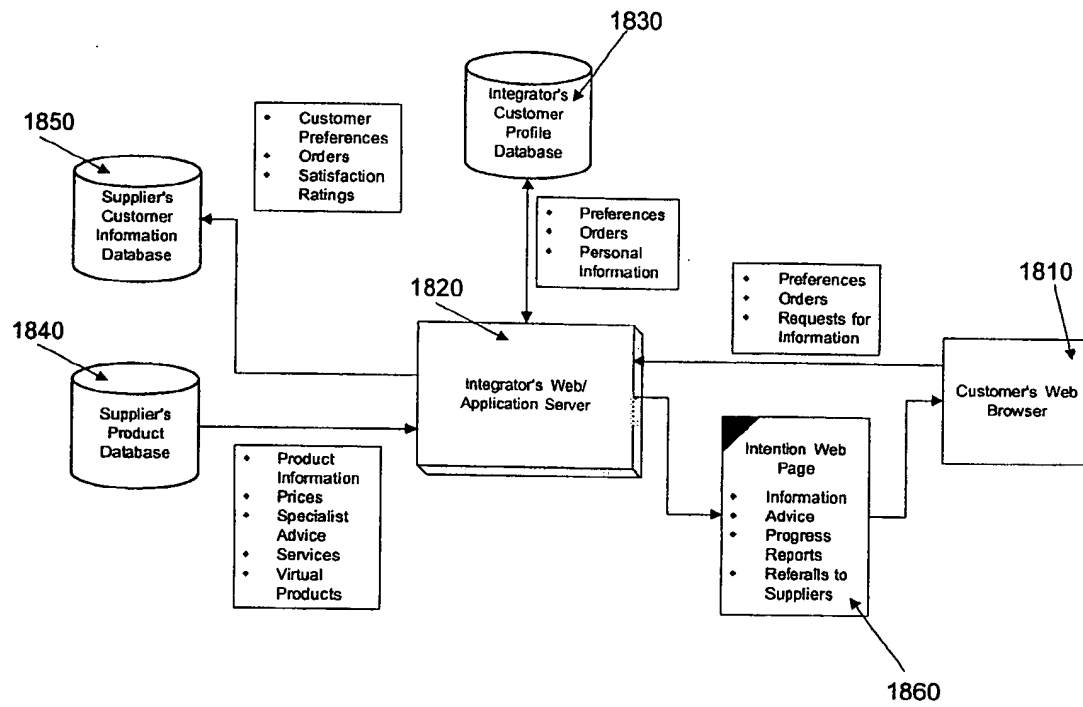 1830
Integrator's
Customer
Profile
Database
1850
Supplier's
Customer
Information
Database
• Customer
Preferences
• Orders
• Satisfaction
Ratings
• Preferences
• Orders
• Personal
Information
1810
• Preferences
• Orders
• Requests for
Information
1820
Integrator's Web/
Application Server
Customer's Web
Browser
1840
Supplier's
Product
Database
• Product
Information
• Prices
• Specialist
Advice
• Services
• Virtual
Products
Intention Web
Page
• Information
• Advice
• Progress
Reports
• Referalls to
Suppliers
1860